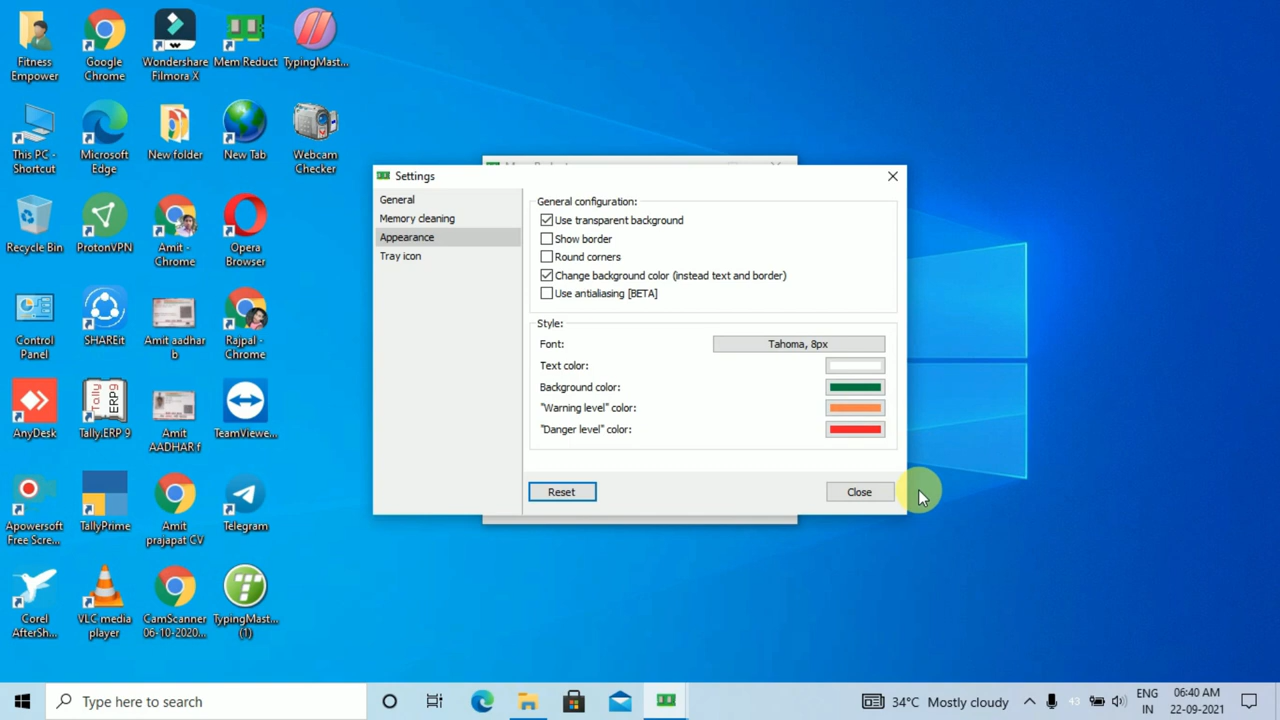 Fitness
Empower
Google
Chrome
Wondershare
Filmora X
Mem Reduct
TypingMast...
This PC -
Shortcut
Microsoft
Edge
New folder
New Tab
Webcam
Checker
Recycle Bin
ProtonVPN
Amit -
Chrome
Opera
Browser
Control
Panel
SHAREit
Amit aadhar
b
Rajpal -
Chrome
AnyDesk
Tally.ERP 9
Amit
AADHAR f
TeamViewe...
Apowersoft
Free Scre...
TallyPrime
Amit
prajapat CV
Telegram
Corel
AfterSh...
VLC media
player
CamScanner
06-10-2020...
TypingMast...
(1)
Settings
General
Memory cleaning
Appearance
Tray icon
General configuration:
Use transparent background
Show border
Round corners
Change background color (instead text and border)
Use antialiasing [BETA]
Style:
Font:
Tahoma, 8px
Text color:
Background color:
"Warning level" color:
"Danger level" color:
Reset
Close
Type here to search
34°C Mostly cloudy
43
ENG
IN
06:40 AM
22-09-2021